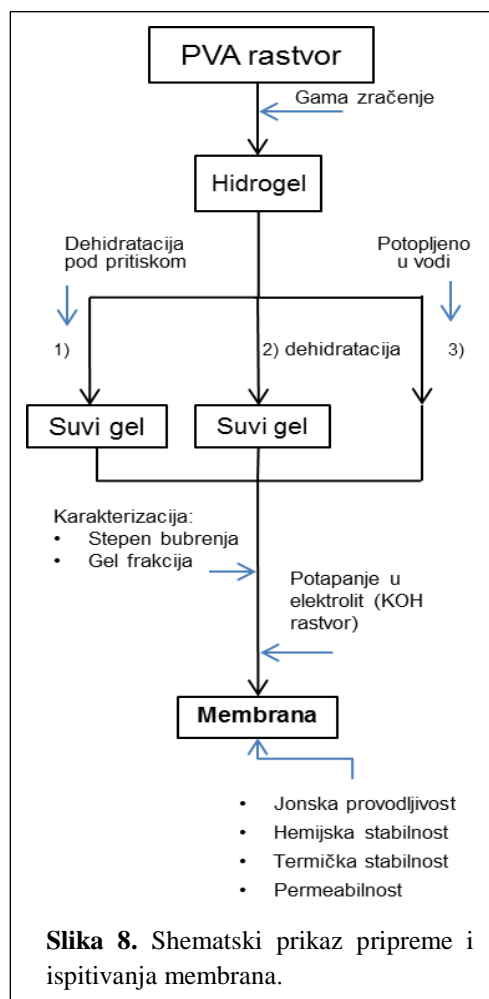 PVA rastvor
Gama zračenje
Hidrogel
Dehidratacija
pod pritiskom
Potopljeno
u vodi
1)
2) dehidratacija
3)
Suvi gel
Suvi gel
Karakterizacija:
• Stepen bubrenja
• Gel frakcija
Potapanje u
elektrolit (KOH
rastvor)
Membrana
• Jonska provodljivost
• Hemijska stabilnost
• Termička stabilnost
• Permeabilnost
Slika 8. Shematski prikaz pripreme i
ispitivanja membrana.